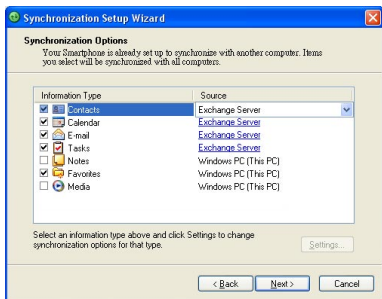 Synchronization Setup Wizard
Synchronization Options
Your Smartphone is already set up to synchronize with another computer. Items
you select will be synchronized with all computers.
Information Type Source
Contacts Exchange Server
Calendar Exchange Server
E-mail Exchange Server
Tasks Exchange Server
Notes Windows PC (This PC)
Favorites Windows PC (This PC)
Media Windows PC (This PC)
Select an information type above and click Settings to change
synchronization options for that type.
Settings...
< Back Next > Cancel